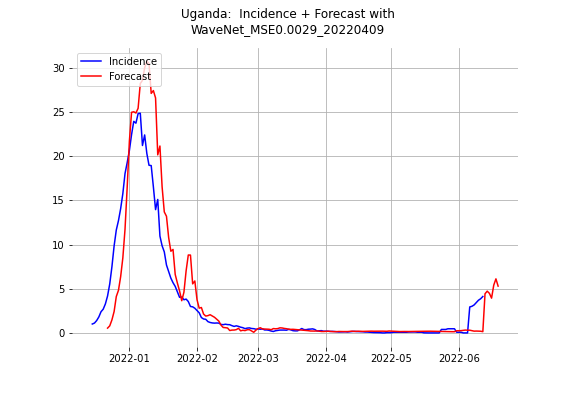 Uganda: Incidence + Forecast with
WaveNet_MSE0.0029_20220409
Incidence
Forecast
30
25
20
15
10
5
0
2022-01 2022-02 2022-03 2022-04 2022-05 2022-06